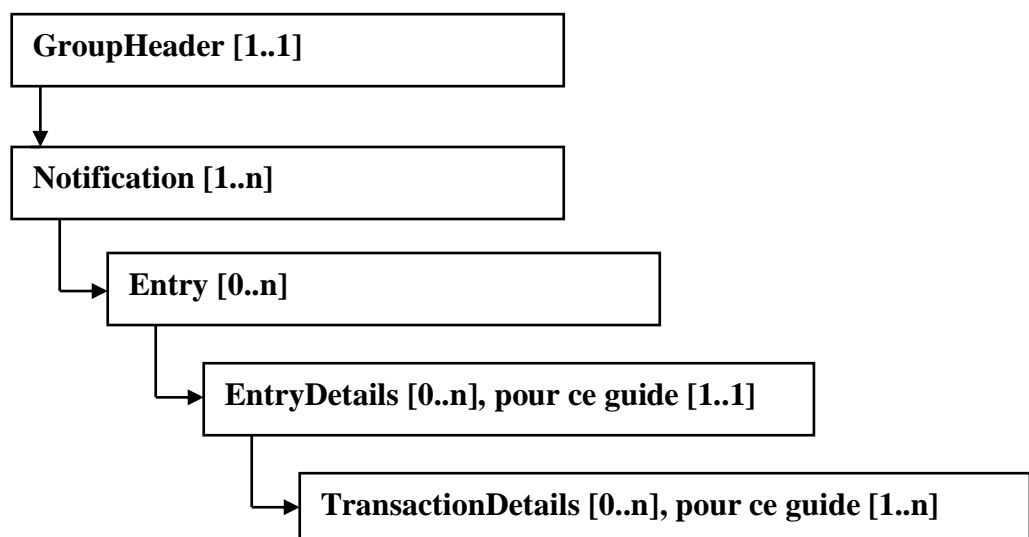 GroupHeader [1..1]
Notification [1..n]
Entry [0..n]
EntryDetails [0..n], pour ce guide [1..1]
TransactionDetails [0..n], pour ce guide [1..n]